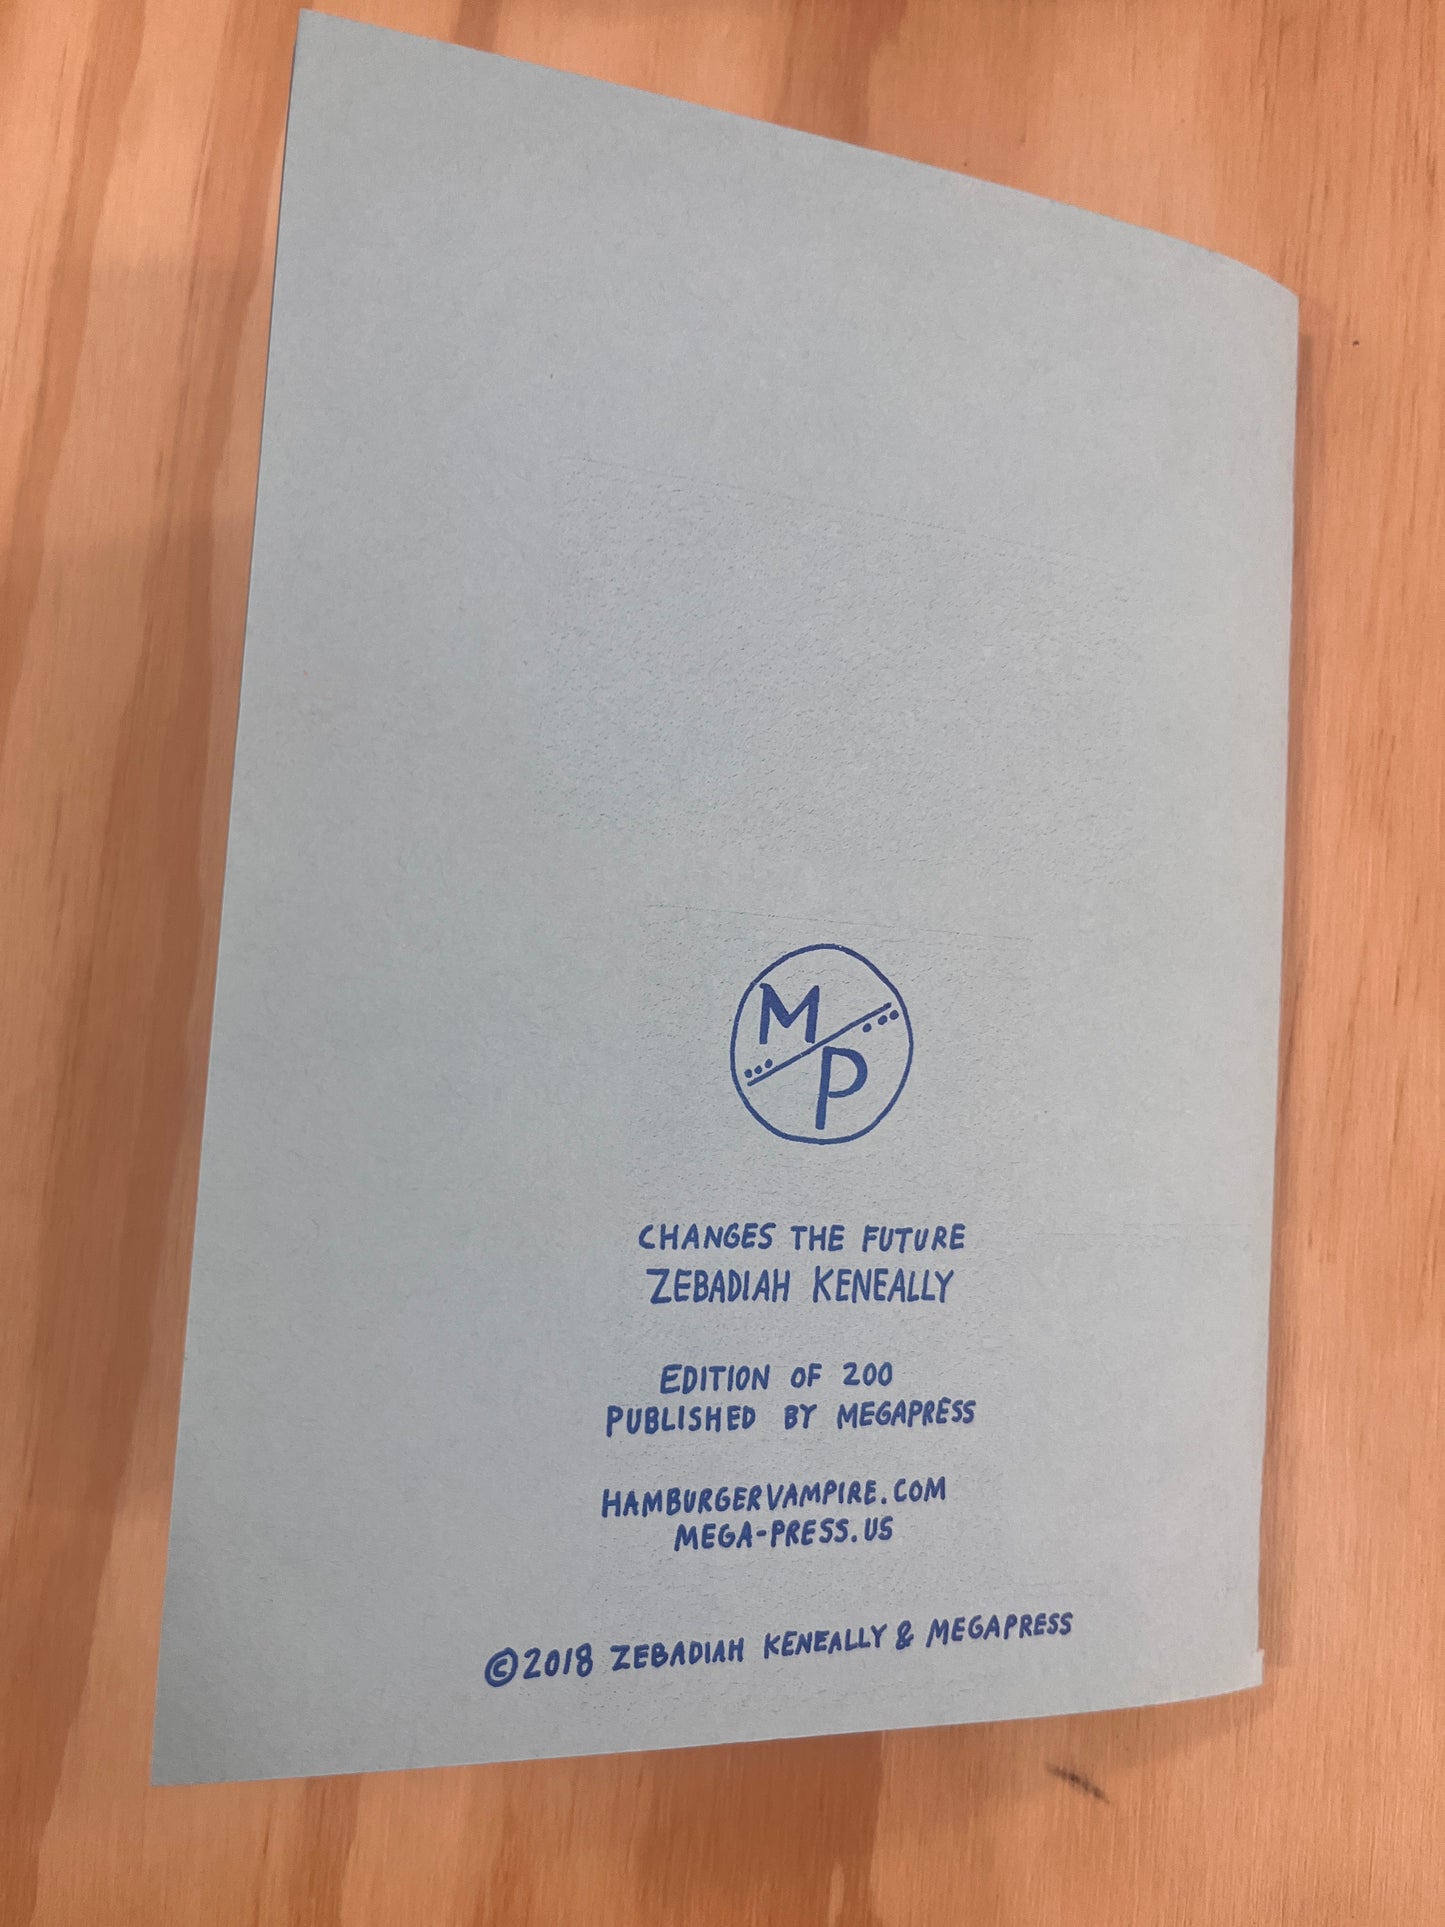 M
P
CHANGES THE FUTURE
ZEBADIAH KENEALLY
EDITION OF 200
PUBLISHED BY MEGAPRESS
HAMBURGERVAMPIRE.COM
MEGA-PRESS.US
©2018 ZEBADIAH KENEALLY & MEGAPRESS